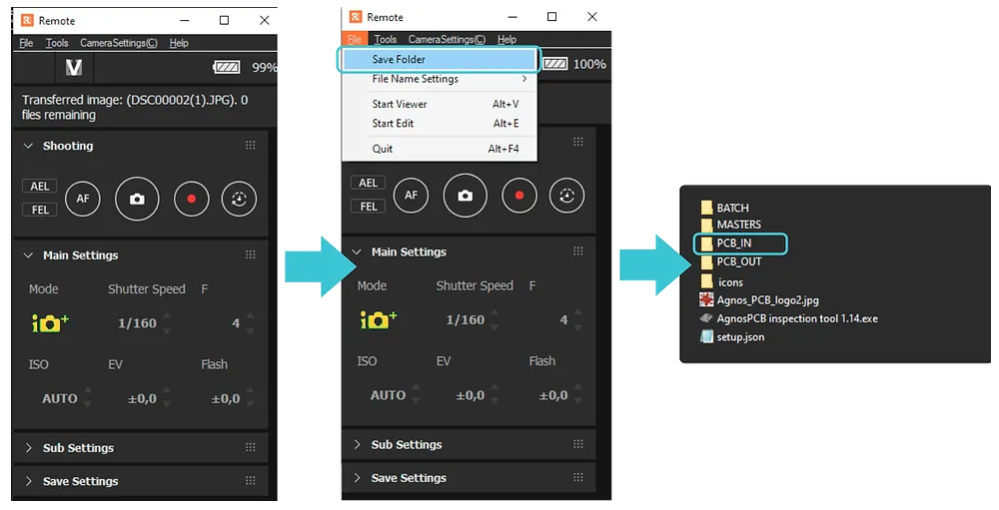 Remote
File Tools CameraSettings(C) Help
99%
Transferred image: (DSC00002(1).JPG). 0
files remaining
Shooting
AEL
FEL
AF
Main Settings
Mode Shutter Speed F
i+
1/160 4
ISO EV Flash
AUTO ±0,0 ±0,0
Sub Settings
Save Settings
Remote
File Tools CameraSettings(C) Help
Save Folder
File Name Settings
Start Viewer Alt+V
Start Edit Alt+E
Quit Alt+F4
100%
AEL
FEL
AF
Main Settings
Mode Shutter Speed F
i+
1/160 4
ISO EV Flash
AUTO ±0,0 ±0,0
Sub Settings
Save Settings
BATCH
MASTERS
PCB_IN
PCB_OUT
icons
Agnos_PCB_logo2.jpg
AgnosPCB inspection tool 1.14.exe
setup.json